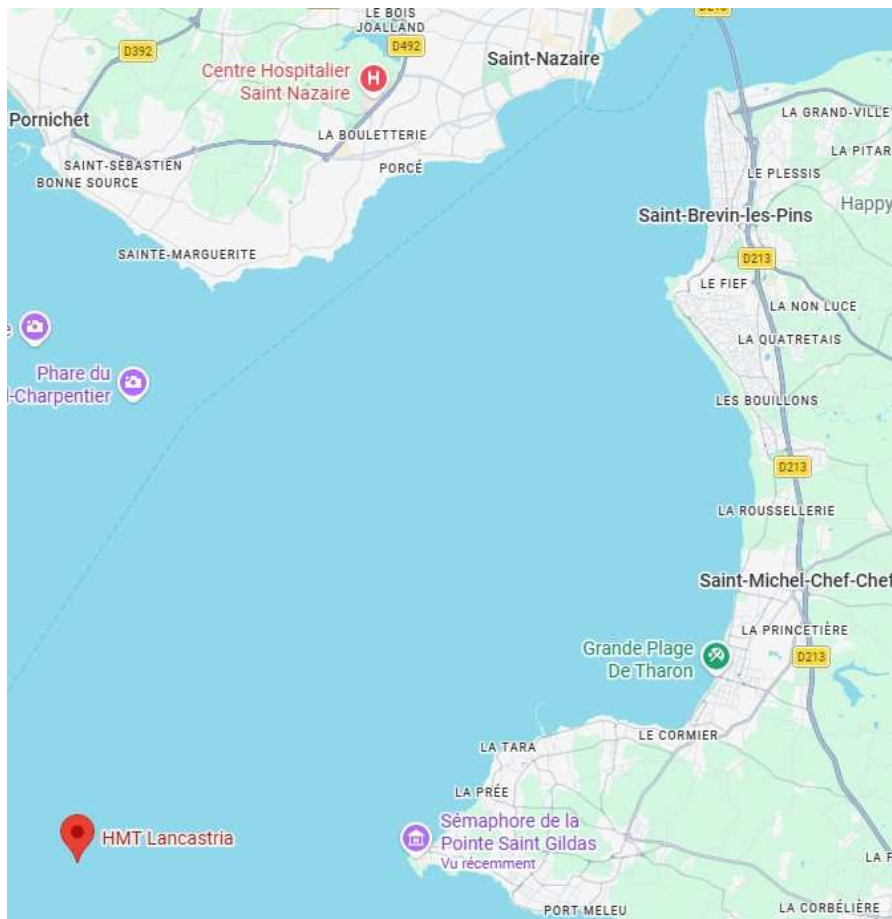 LE BOIS
JOALLAND
D213
D392
D492
Saint-Nazaire
Centre Hospitalier
Saint Nazaire
H
Pornichet
LA BOULETTERIE
LA GRAND-VILLE
LA PITAR
SAINT-SÉBASTIEN
BONNE SOURCE
PORCÉ
LE PLESSIS
Saint-Brevin-les-Pins
Happy
SAINTE-MARGUERITE
D213
LE FIEF
LA NON LUCE
LA QUATRETAIS
e
Phare du
-Charpentier
LES BOUILLONS
D213
LA ROUSSELLERIE
Saint-Michel-Chef-Chef
LA PRINCETIÈRE
Grande Plage
De Tharon
D213
LE CORMIER
LA TARA
LA PRÉE
HMT Lancastria
Sémaphore de la
Pointe Saint Gildas
Vu récemment
LA F
PORT MELEU
LA CORBÉLIÈRE